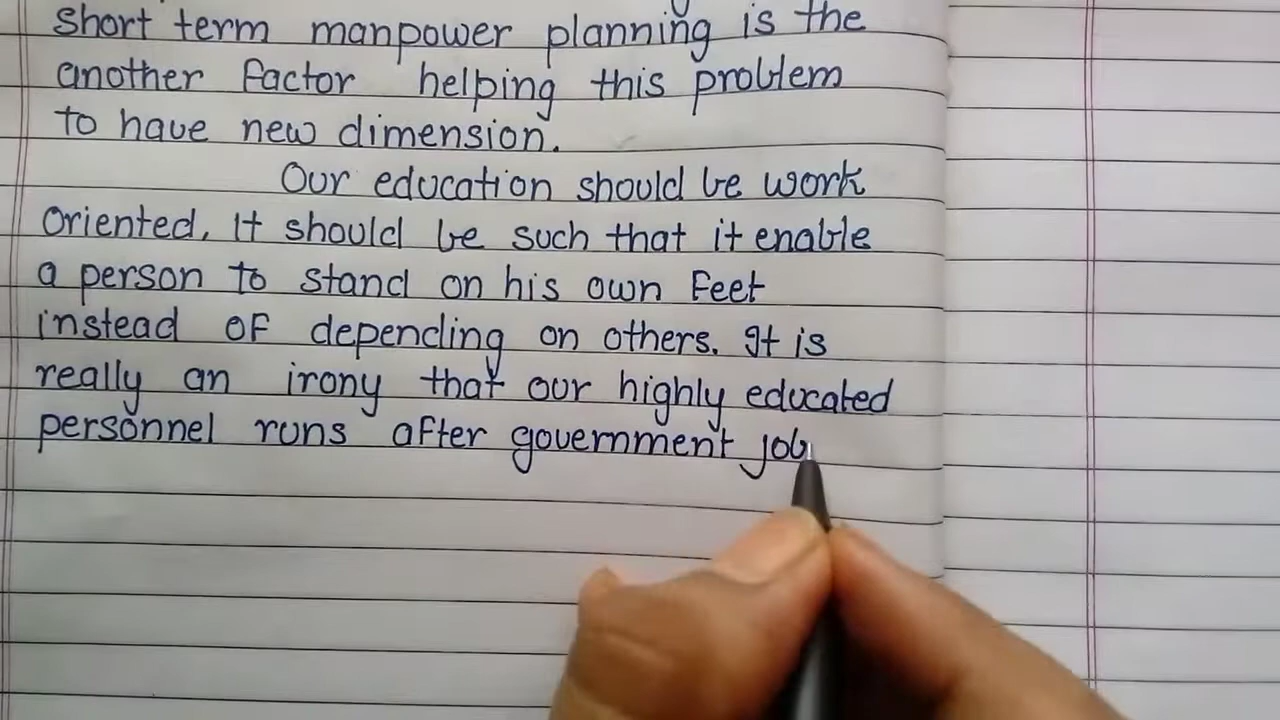 short term manpower planning is the
another factor helping this problem
to have new dimension.
Our education should be work
oriented. It should be such that it enable
a person to stand on his own feet
instead of depending on others. It is
really an irony that our highly educated
personnel runs after government job